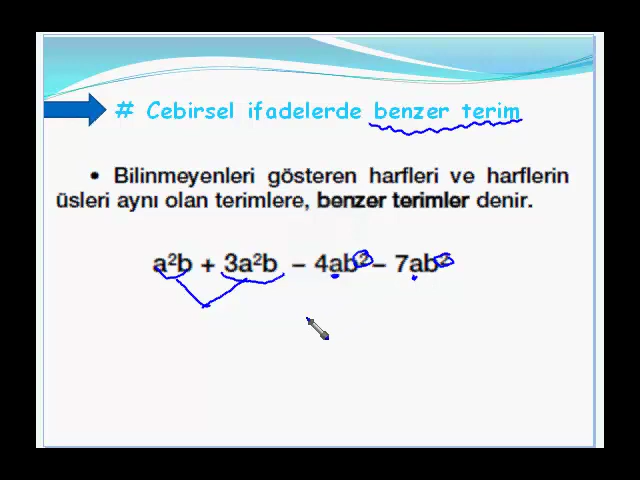 # Cebirsel ifadelerde benzer terim
• Bilinmeyenleri gösteren harfleri ve harflerin
üsleri aynı olan terimlere, benzer terimler denir.
a²b + 3a²b − 4ab² − 7ab²